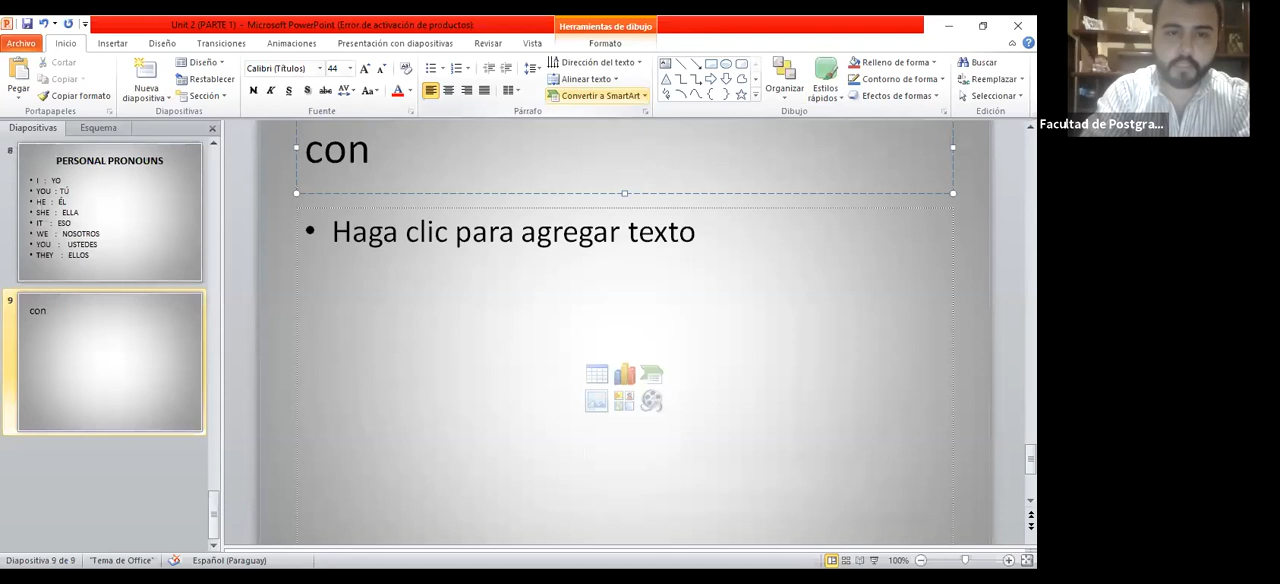 Unit 2 (PARTE 1) - Microsoft PowerPoint (Error de activación de productos)
Herramientas de dibujo
Archivo Inicio Insertar Diseño Transiciones Animaciones Presentación con diapositivas Revisar Vista Formato
Pegar
Cortar
Copiar
Copiar formato
Portapapeles
Nueva
diapositiva
Diseño
Restablecer
Sección
Diapositivas
Calibri (Títulos) 44
N K S abc AV Aa A
Fuente
Dirección del texto
Alinear texto
Convertir a SmartArt
Párrafo
Organizar
Estilos
rápidos
Relleno de forma
Contorno de forma
Efectos de formas
Dibujo
Buscar
Reemplazar
Seleccionar
Edición
Facultad de Postgra...
Diapositivas Esquema
8
PERSONAL PRONOUNS
• I : YO
• YOU : TÚ
• HE : ÉL
• SHE : ELLA
• IT : ESO
• WE : NOSOTROS
• YOU : USTEDES
• THEY : ELLOS
9
con
con
• Haga clic para agregar texto
Diapositiva 9 de 9 "Tema de Office" Español (Paraguay) 100%